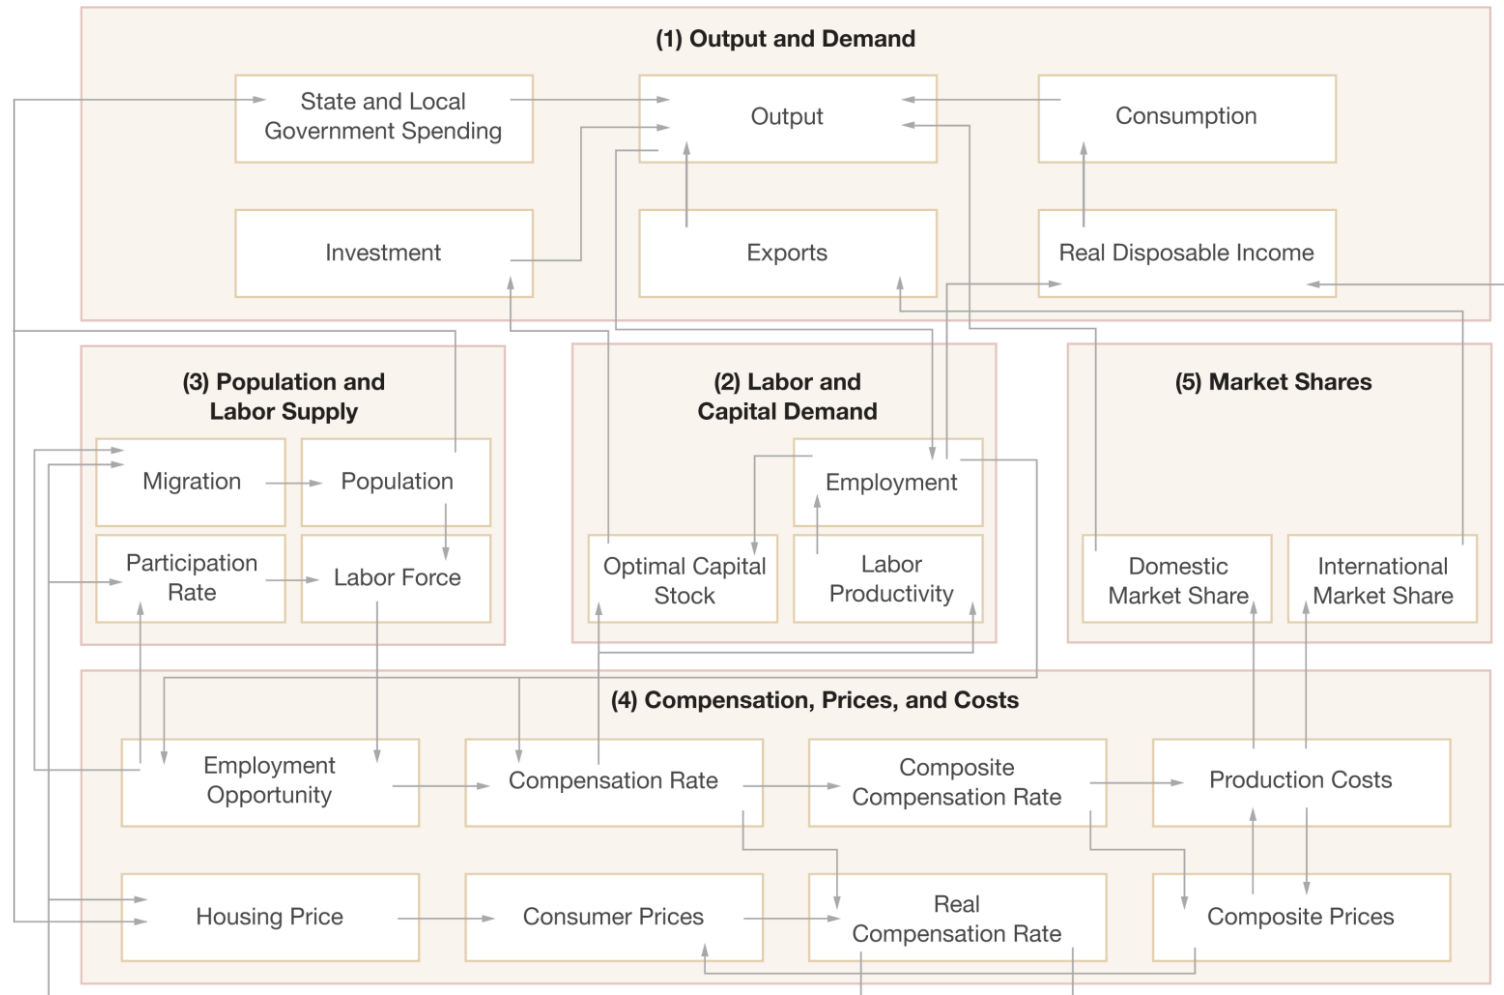 (1) Output and Demand
State and Local
Government Spending
Output
Consumption
Investment
Exports
Real Disposable Income
(3) Population and
Labor Supply
Migration
Population
Participation
Rate
Labor Force
(2) Labor and
Capital Demand
Employment
Optimal Capital
Stock
Labor
Productivity
(5) Market Shares
Domestic
Market Share
International
Market Share
(4) Compensation, Prices, and Costs
Employment
Opportunity
Compensation Rate
Composite
Compensation Rate
Production Costs
Housing Price
Consumer Prices
Real
Compensation Rate
Composite Prices